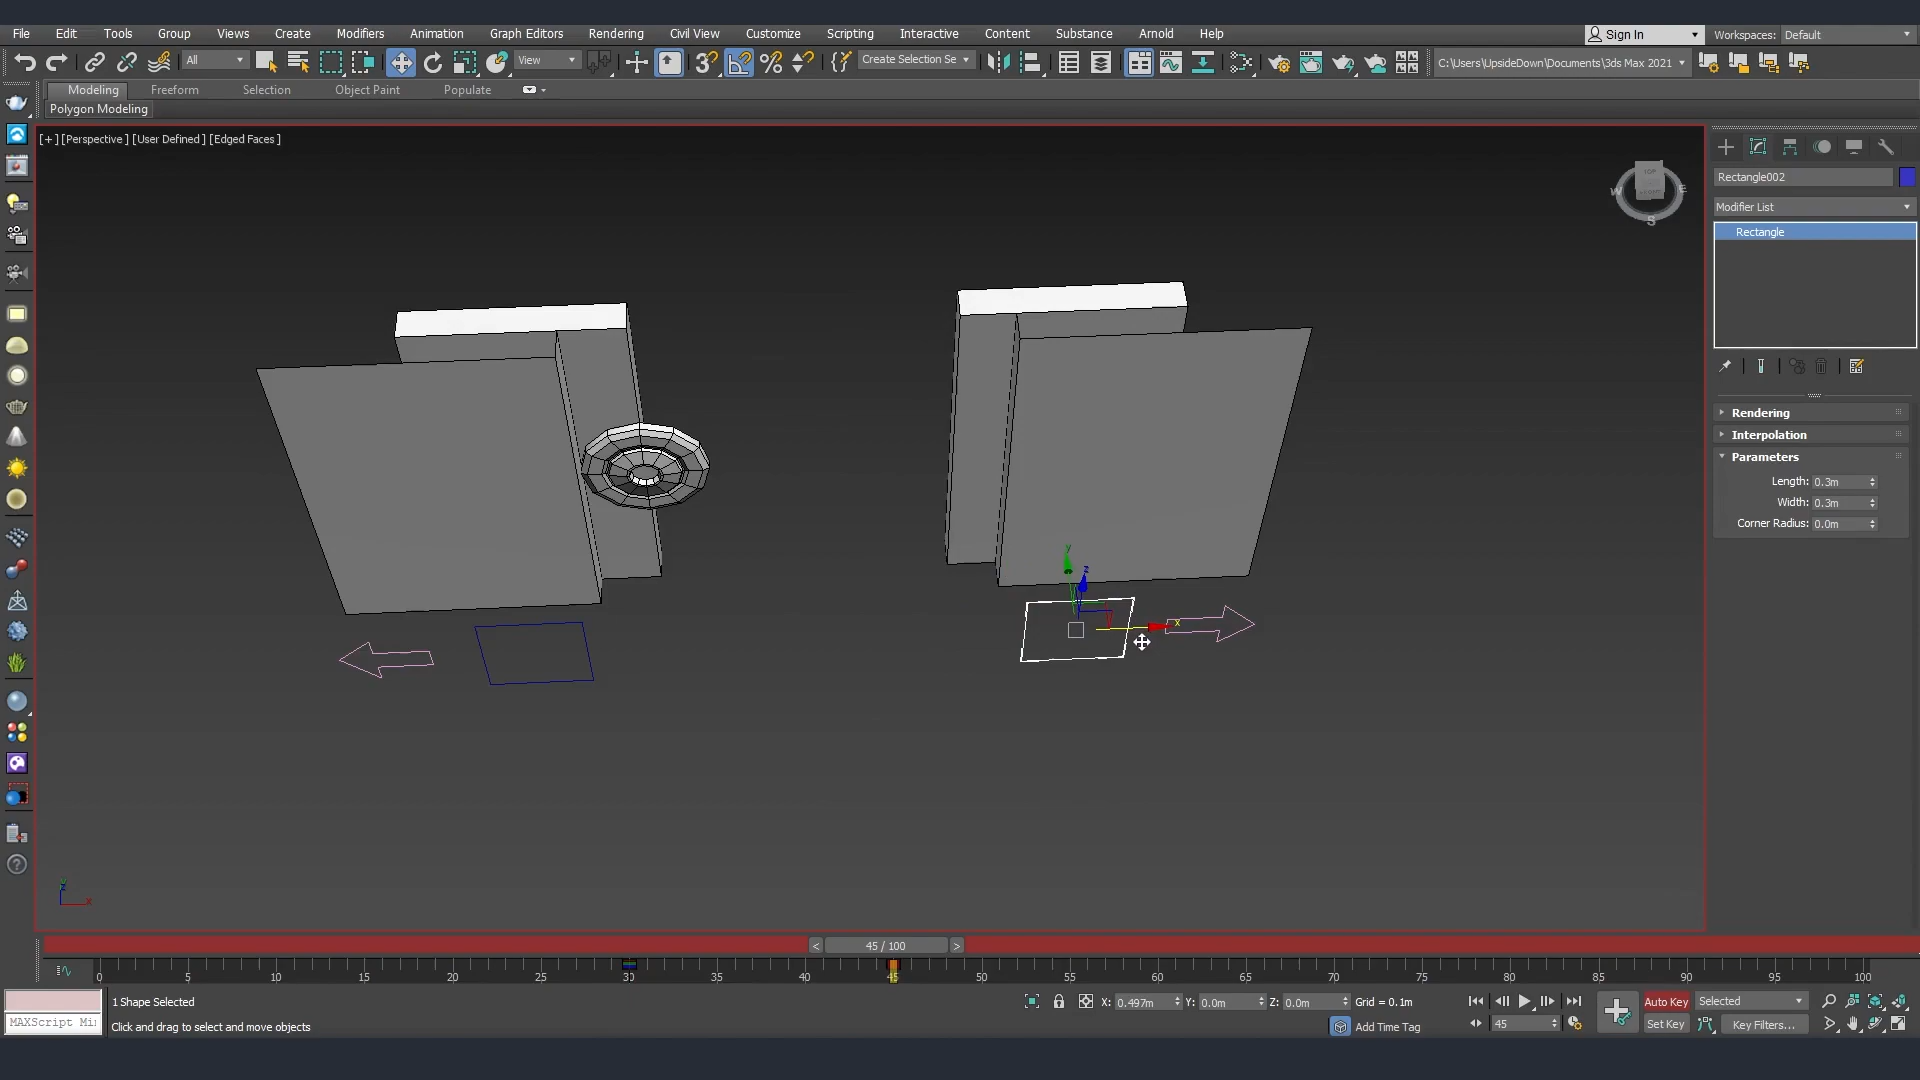 File Edit Tools Group Views Create Modifiers Animation Graph Editors Rendering Civil View Customize Scripting Interactive Content Substance Arnold Help Sign In Workspaces: Default
All View Create Selection Se C:\Users\UpsideDown\Documents\3ds Max 2021
Modeling Freeform Selection Object Paint Populate
Polygon Modeling
[+] [Perspective] [User Defined] [Edged Faces]
TOP
W E
S
Rectangle002
Modifier List
Rectangle
Rendering
Interpolation
Parameters
Length: 0.3m
Width: 0.3m
Corner Radius: 0.0m
y
z
x
z
x
< 45 / 100 >
0 5 10 15 20 25 30 35 40 45 50 55 60 65 70 75 80 85 90 95 100
1 Shape Selected X: 0.497m Y: 0.0m Z: 0.0m Grid = 0.1m Auto Key Selected
MAXScript Mi Click and drag to select and move objects Add Time Tag 45 Set Key Key Filters...